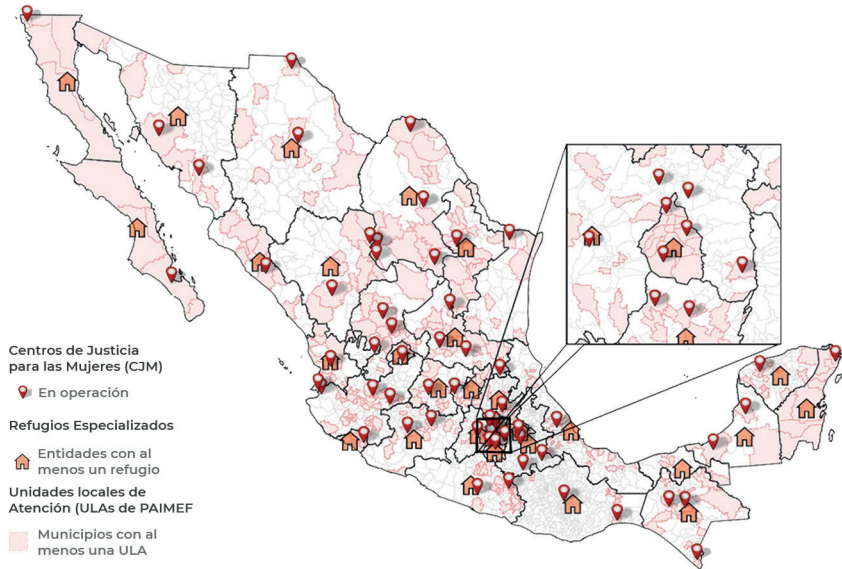 Centros de Justicia
para las Mujeres (CJM)
En operación
Refugios Especializados
Entidades con al
menos un refugio
Unidades locales de
Atención (ULAs de PAIMEF
Municipios con al
menos una ULA